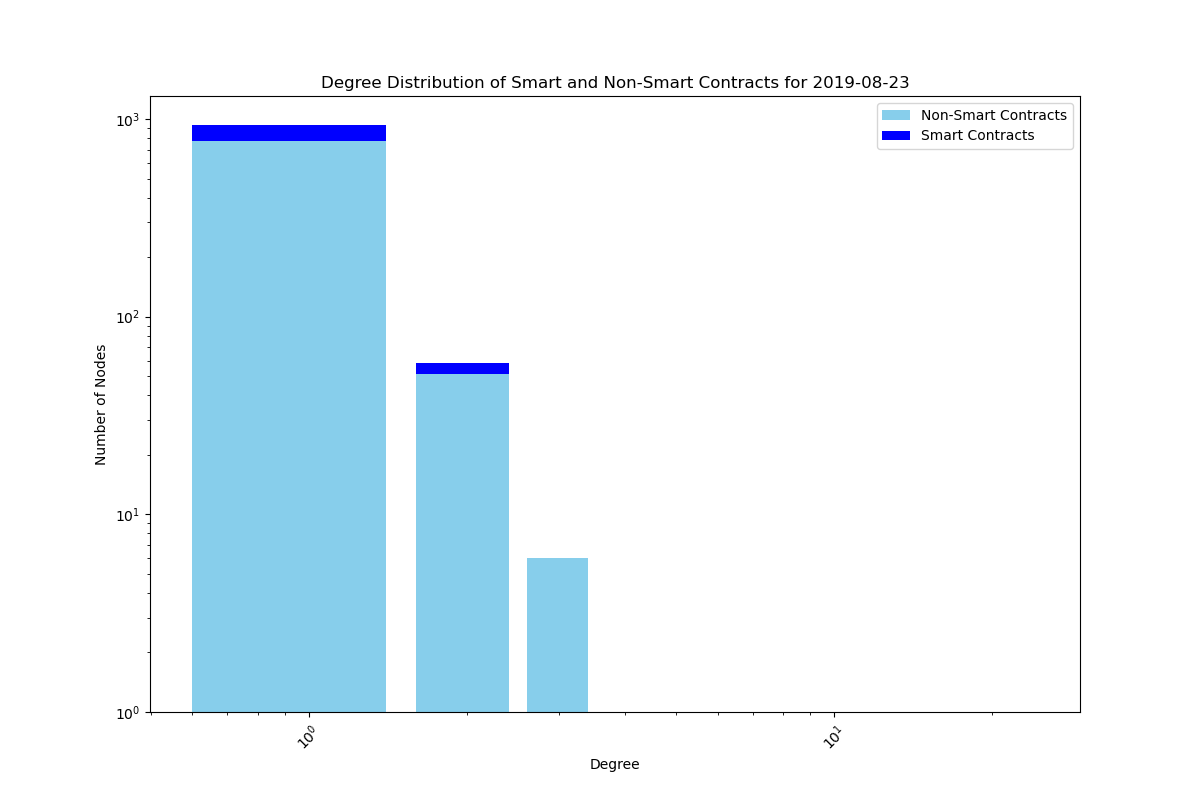 Degree Distribution of Smart and Non-Smart Contracts for 2019-08-23
Non-Smart Contracts
Smart Contracts
Number of Nodes
10³
10²
10¹
10⁰
10⁰
10¹
Degree